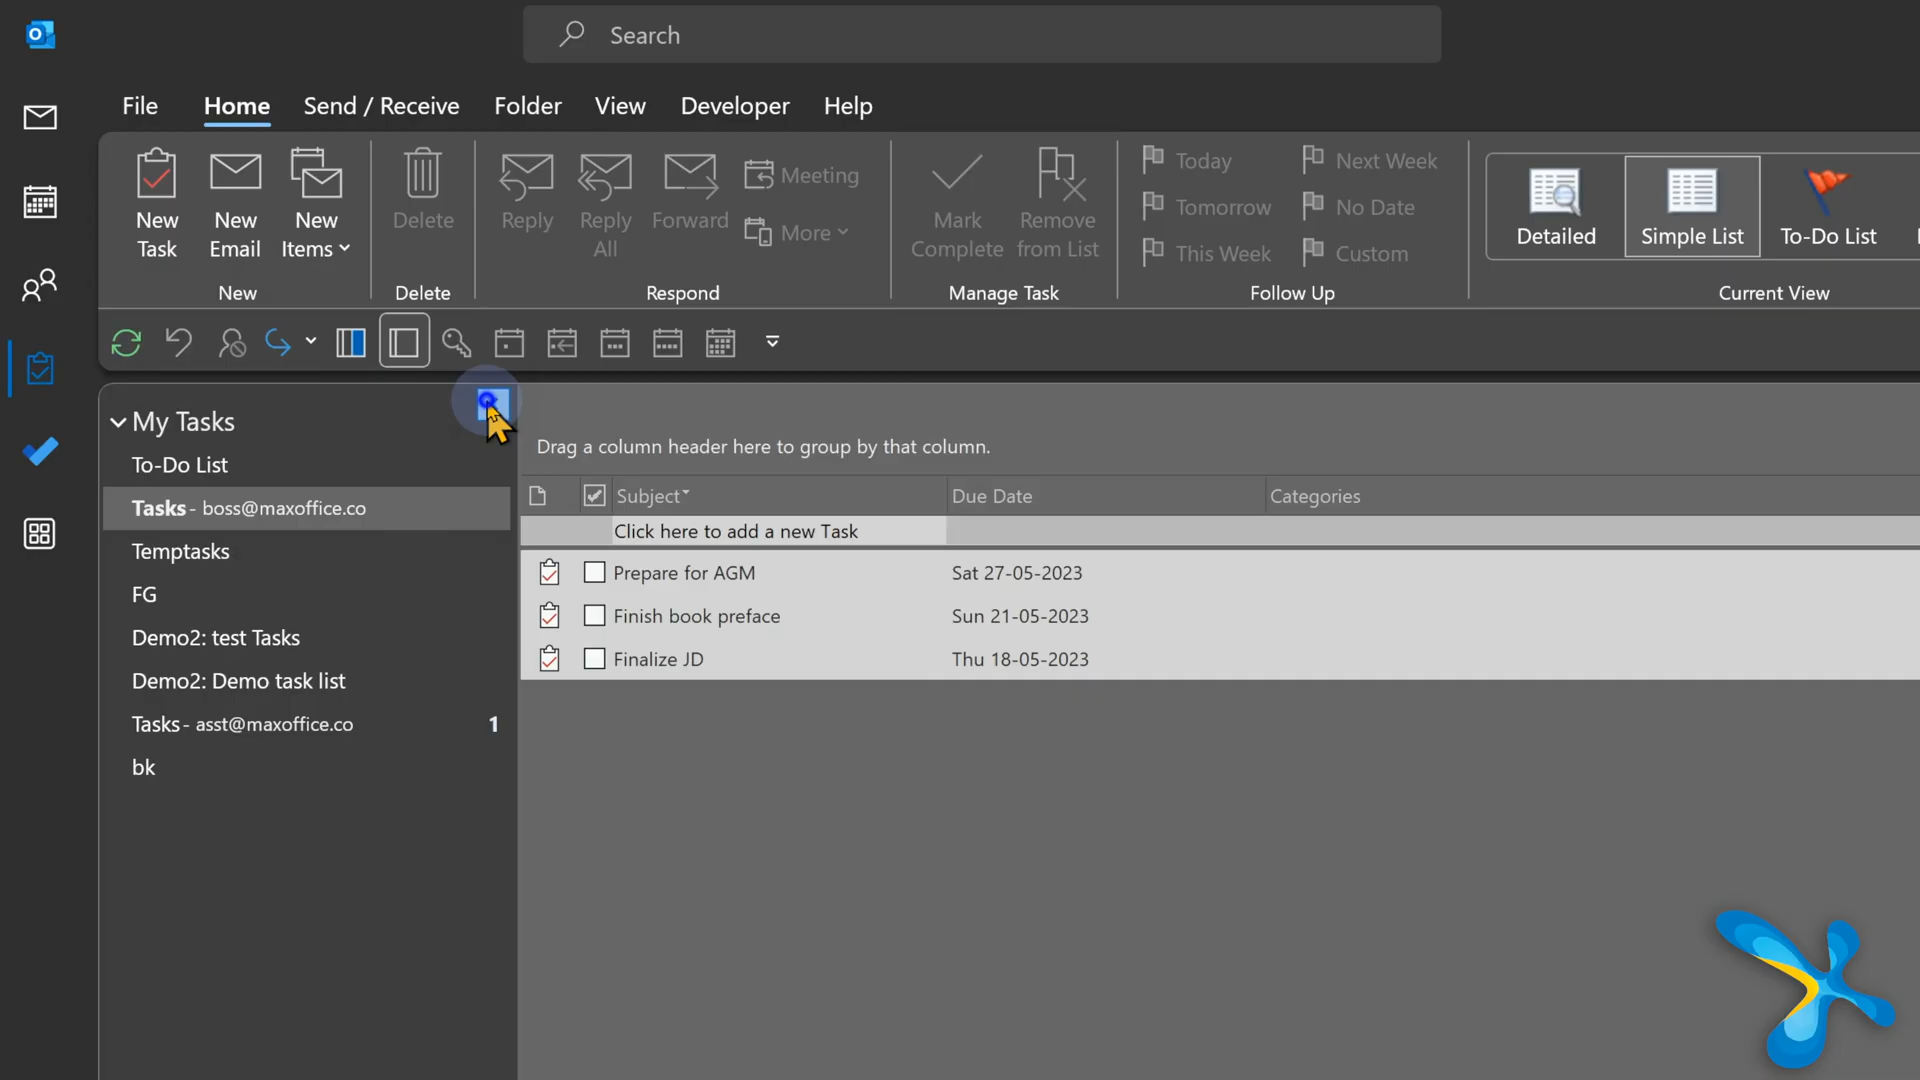 Search
File Home Send / Receive Folder View Developer Help
New Task
New Email
New Items
New
Delete
Delete
Reply
Reply All
Forward
Meeting
More
Respond
Mark Complete
Remove from List
Manage Task
Today
Tomorrow
This Week
Next Week
No Date
Custom
Follow Up
Detailed
Simple List
To-Do List
Current View
My Tasks
To-Do List
Tasks - boss@maxoffice.co
Temptasks
FG
Demo2: test Tasks
Demo2: Demo task list
Tasks - asst@maxoffice.co 1
bk
Drag a column header here to group by that column.
Subject Due Date Categories
Click here to add a new Task
Prepare for AGM Sat 27-05-2023
Finish book preface Sun 21-05-2023
Finalize JD Thu 18-05-2023